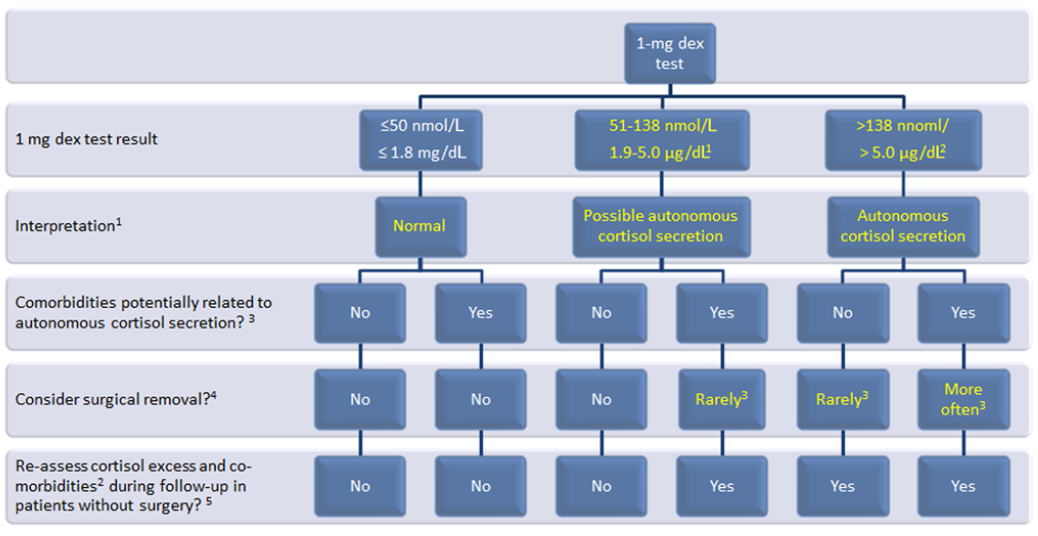 1-mg dex
test
1 mg dex test result
≤50 nmol/L
≤ 1.8 mg/dL
51-138 nmol/L
1.9-5.0 µg/dL¹
>138 nnoml/
> 5.0 µg/dL²
Interpretation¹
Normal
Possible autonomous
cortisol secretion
Autonomous
cortisol secretion
Comorbidities potentially related to
autonomous cortisol secretion? ³
No
Yes
No
Yes
No
Yes
Consider surgical removal?⁴
No
No
No
Rarely³
Rarely³
More
often³
Re-assess cortisol excess and co-
morbidities² during follow-up in
patients without surgery? ⁵
No
No
No
Yes
Yes
Yes